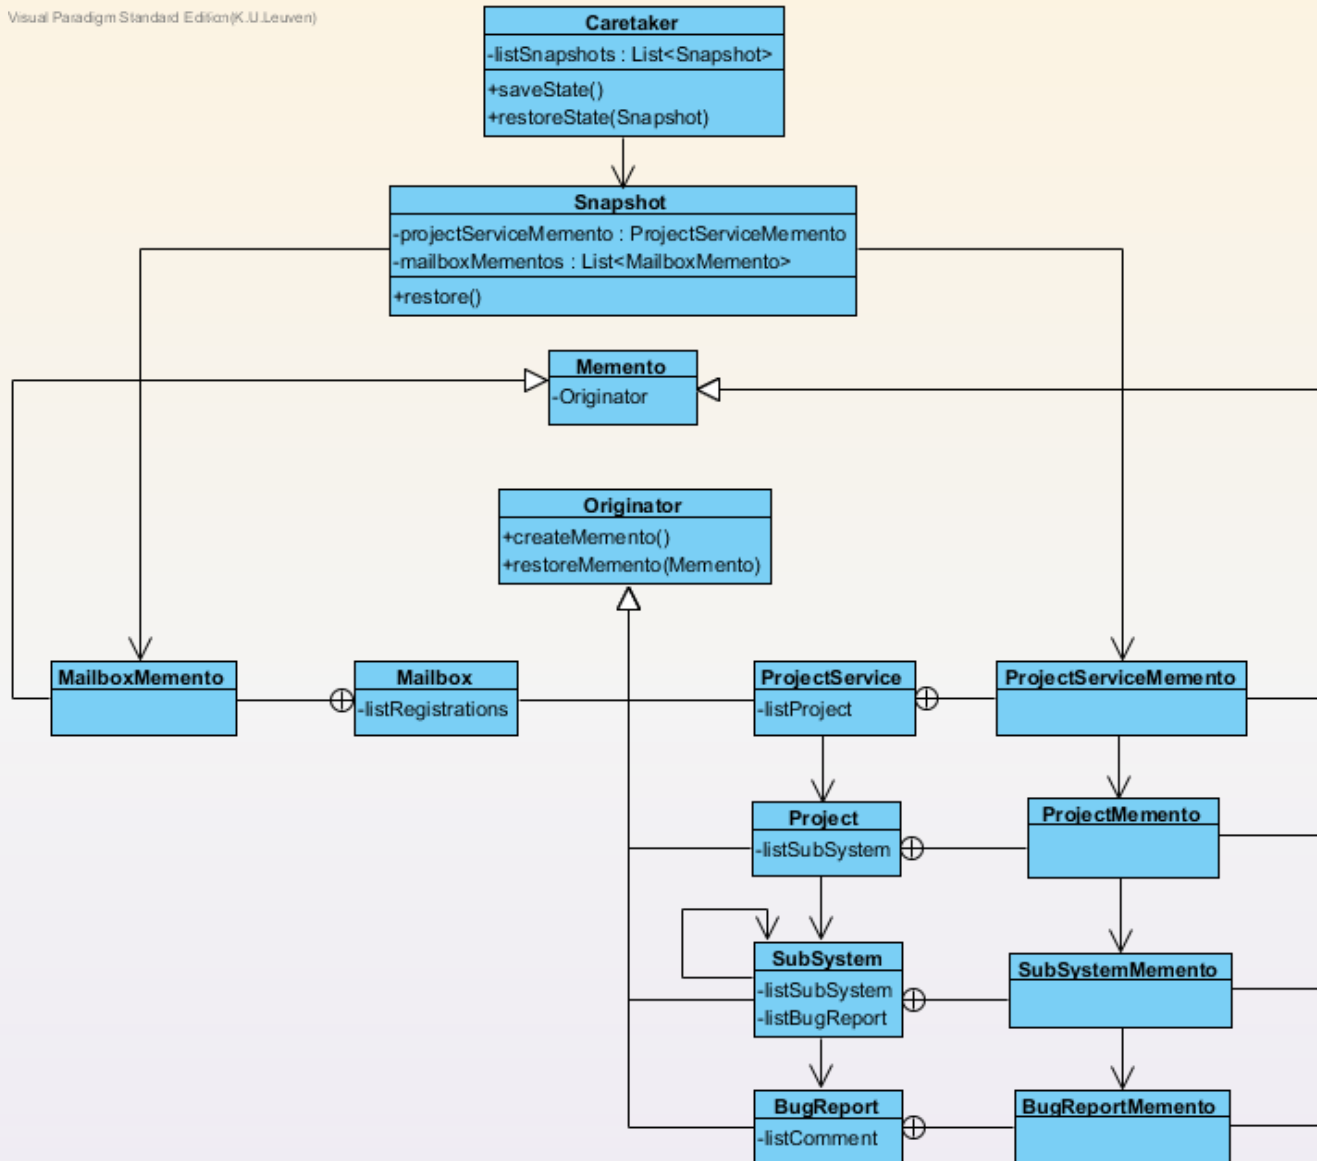 Visual Paradigm Standard Edition(K.U.Leuven)
Caretaker
-listSnapshots : List<Snapshot>
+saveState()
+restoreState(Snapshot)
Snapshot
-projectServiceMemento : ProjectServiceMemento
-mailboxMementos : List<MailboxMemento>
+restore()
Memento
-Originator
Originator
+createMemento()
+restoreMemento(Memento)
MailboxMemento
Mailbox
-listRegistrations
ProjectService
-listProject
ProjectServiceMemento
Project
-listSubSystem
ProjectMemento
SubSystem
-listSubSystem
-listBugReport
SubSystemMemento
BugReport
-listComment
BugReportMemento